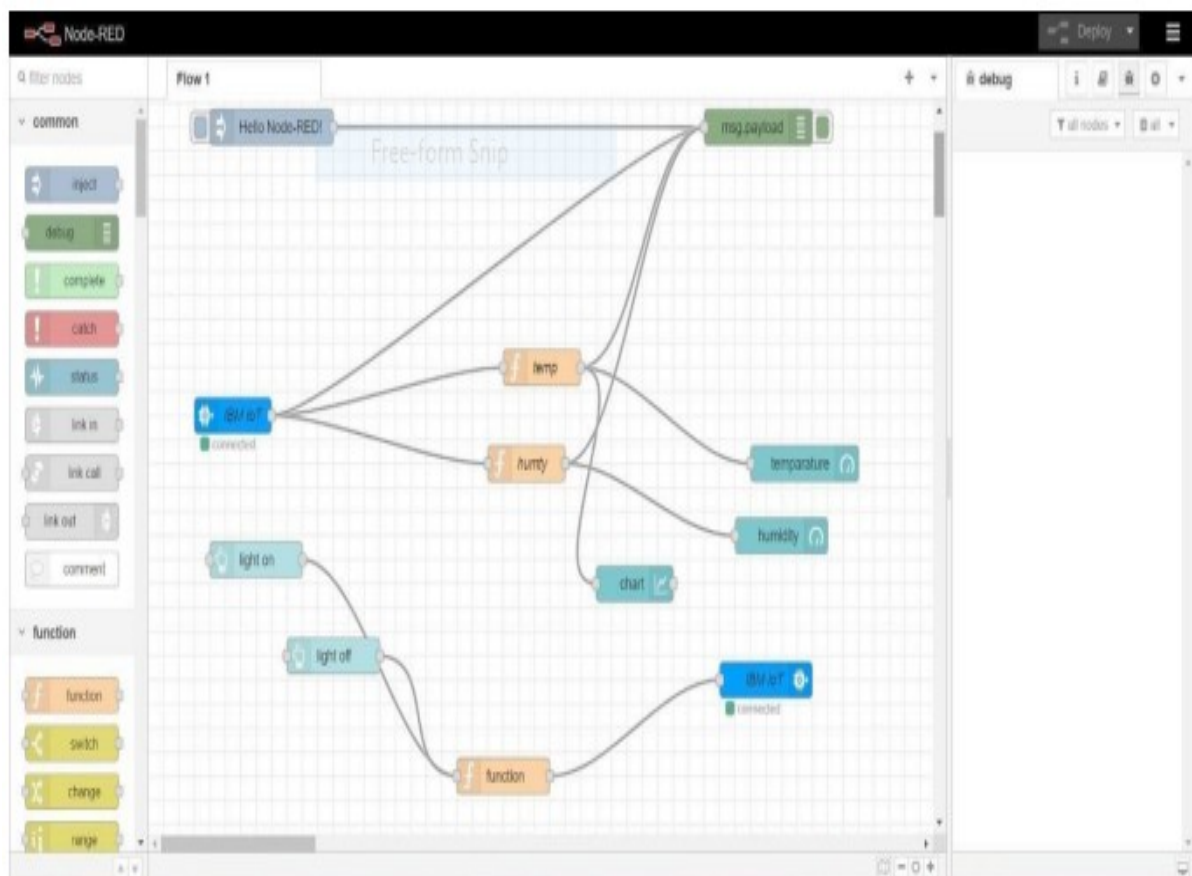 Node-RED
Deploy
filter nodes
Flow 1
debug
common
all nodes
all
Hello Node-RED!
msg.payload
Free-form Snip
inject
debug
complete
catch
status
link in
link call
link out
comment
temp
IBM IoT
connected
humty
temparature
humidity
light on
chart
light off
IBM IoT
connected
function
function
function
switch
change
range